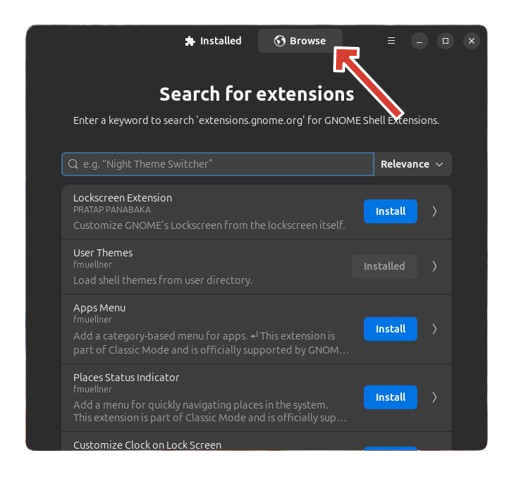 Installed
Browse
Search for extensions
Enter a keyword to search 'extensions.gnome.org' for GNOME Shell Extensions.
e.g. “Night Theme Switcher”
Relevance
Lockscreen Extension
PRATAP PANABAKA
Customize GNOME's Lockscreen from the lockscreen itself.
Install
User Themes
fmuellner
Load shell themes from user directory.
Installed
Apps Menu
fmuellner
Add a category-based menu for apps. ↵ This extension is
part of Classic Mode and is officially supported by GNOM…
Install
Places Status Indicator
fmuellner
Add a menu for quickly navigating places in the system.
This extension is part of Classic Mode and is officially sup…
Install
Customize Clock on Lock Screen